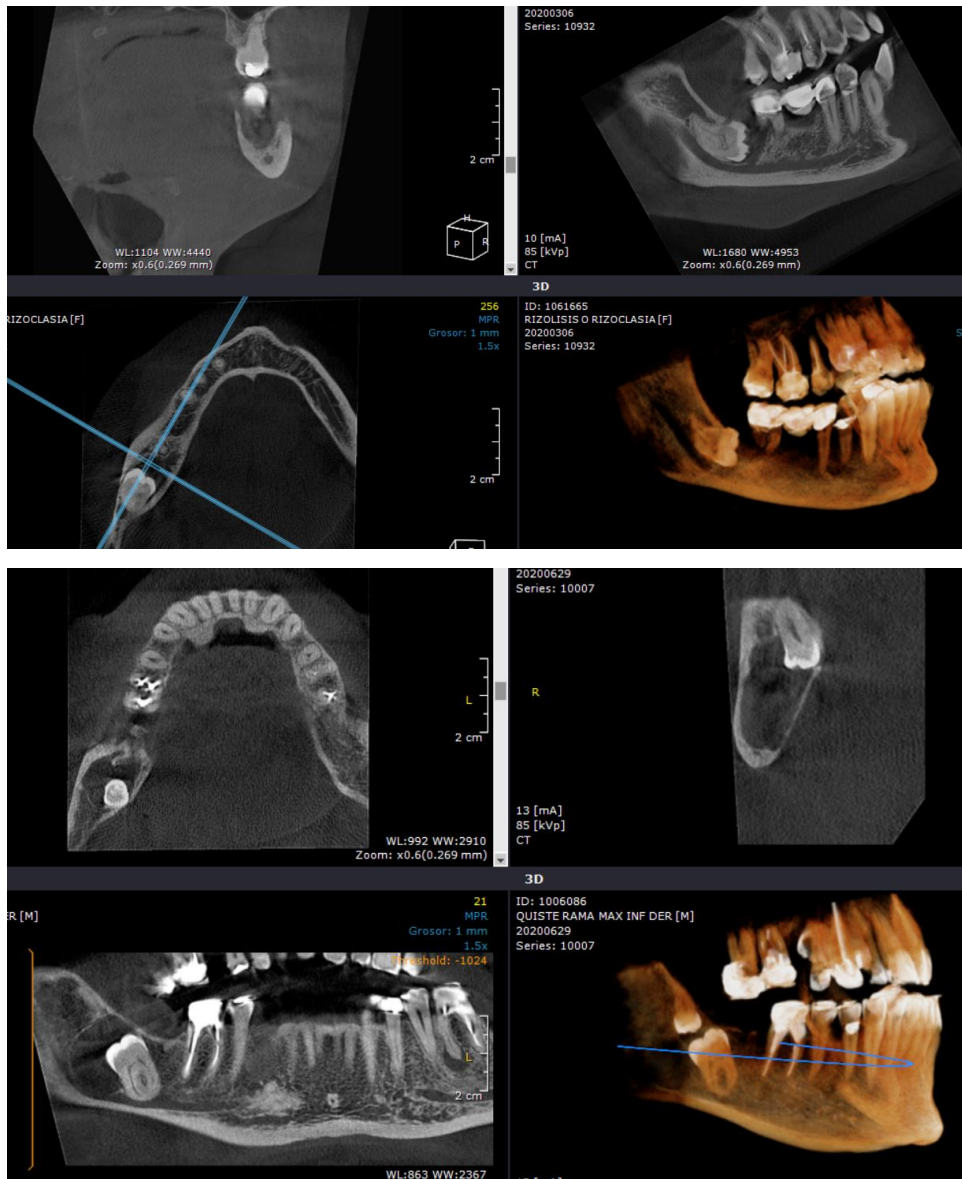 20200306
Series: 10932
2 cm
H
P R
WL:1104 WW:4440
Zoom: x0.6(0.269 mm)
10 [mA]
85 [kVp]
CT
WL:1680 WW:4953
Zoom: x0.6(0.269 mm)
3D
RIZOCLASIA [F]
256
MPR
Grosor: 1 mm
1.5x
2 cm
ID: 1061665
RIZOLISIS O RIZOCLASIA [F]
20200306
Series: 10932
S
L
2 cm
WL:992 WW:2910
Zoom: x0.6(0.269 mm)
20200629
Series: 10007
R
13 [mA]
85 [kVp]
CT
3D
ER [M]
21
MPR
Grosor: 1 mm
1.5x
Threshold: -1024
L
2 cm
WL:863 WW:2367
ID: 1006086
QUISTE RAMA MAX INF DER [M]
20200629
Series: 10007